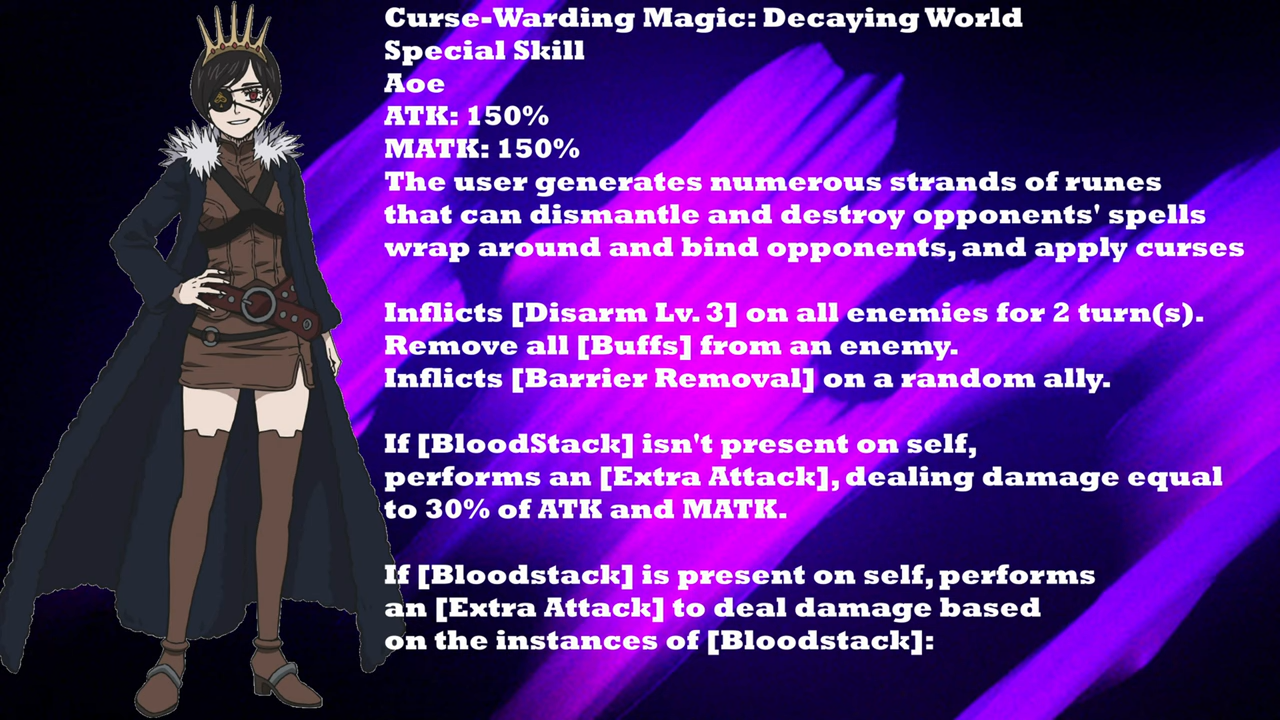 Curse-Warding Magic: Decaying World
Special Skill
Aoe
ATK: 150%
MATK: 150%
The user generates numerous strands of runes
that can dismantle and destroy opponents' spells
wrap around and bind opponents, and apply curses
Inflicts [Disarm Lv. 3] on all enemies for 2 turn(s).
Remove all [Buffs] from an enemy.
Inflicts [Barrier Removal] on a random ally.
If [BloodStack] isn't present on self,
performs an [Extra Attack], dealing damage equal
to 30% of ATK and MATK.
If [Bloodstack] is present on self, performs
an [Extra Attack] to deal damage based
on the instances of [Bloodstack]: